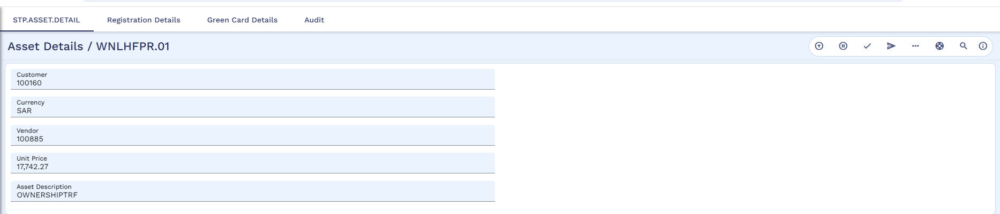 STP.ASSET.DETAIL Registration Details Green Card Details Audit
Asset Details / WNLHFPR.01
Customer
100160
Currency
SAR
Vendor
100885
Unit Price
17,742.27
Asset Description
OWNERSHIPTRF